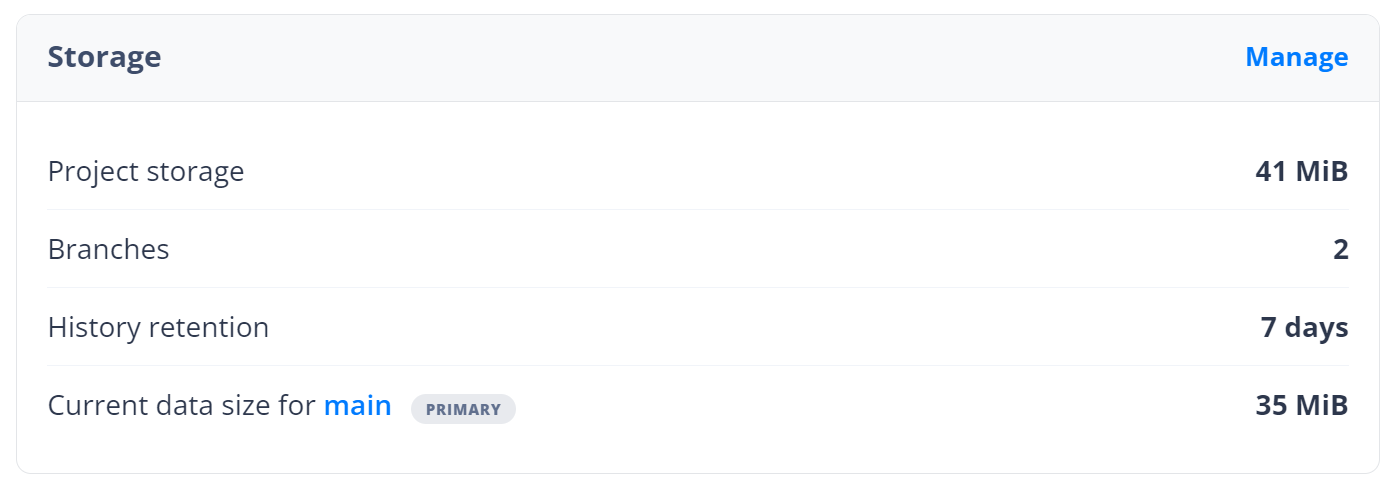 Storage Manage
Project storage 41 MiB
Branches 2
History retention 7 days
Current data size for main PRIMARY 35 MiB